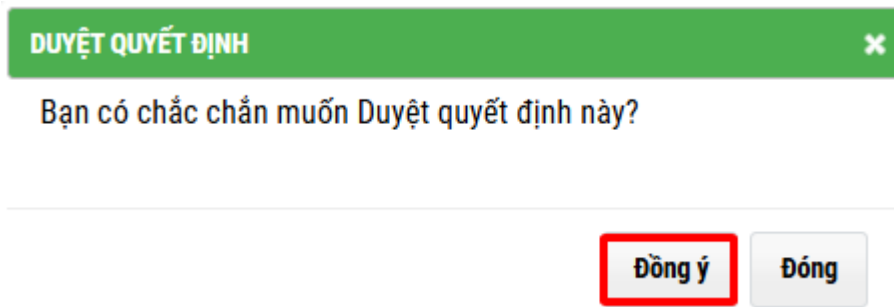 DUYỆT QUYẾT ĐỊNH
Bạn có chắc chắn muốn Duyệt quyết định này?
Đồng ý Đóng